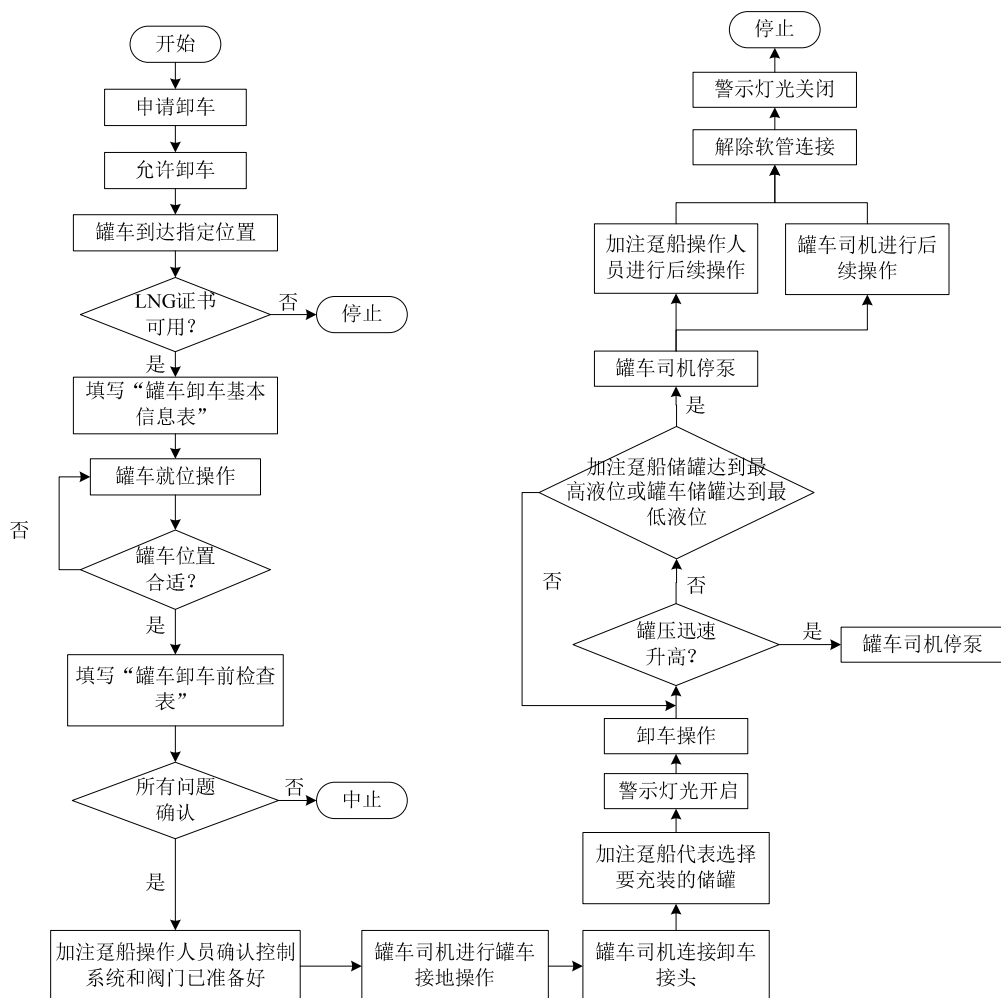 开始
申请卸车
允许卸车
罐车到达指定位置
LNG证书
可用？
否
停止
是
填写“罐车卸车基本
信息表”
罐车就位操作
否
罐车位置
合适？
是
填写“罐车卸车前检查
表”
所有问题
确认
否
中止
是
加注趸船操作人员确认控制
系统和阀门已准备好
罐车司机进行罐车
接地操作
罐车司机连接卸车
接头
加注趸船代表选择
要充装的储罐
警示灯光开启
卸车操作
罐压迅速
升高？
是
罐车司机停泵
否
否
加注趸船储罐达到最
高液位或罐车储罐达到最
低液位
是
罐车司机停泵
加注趸船操作人
员进行后续操作
罐车司机进行后
续操作
解除软管连接
警示灯光关闭
停止